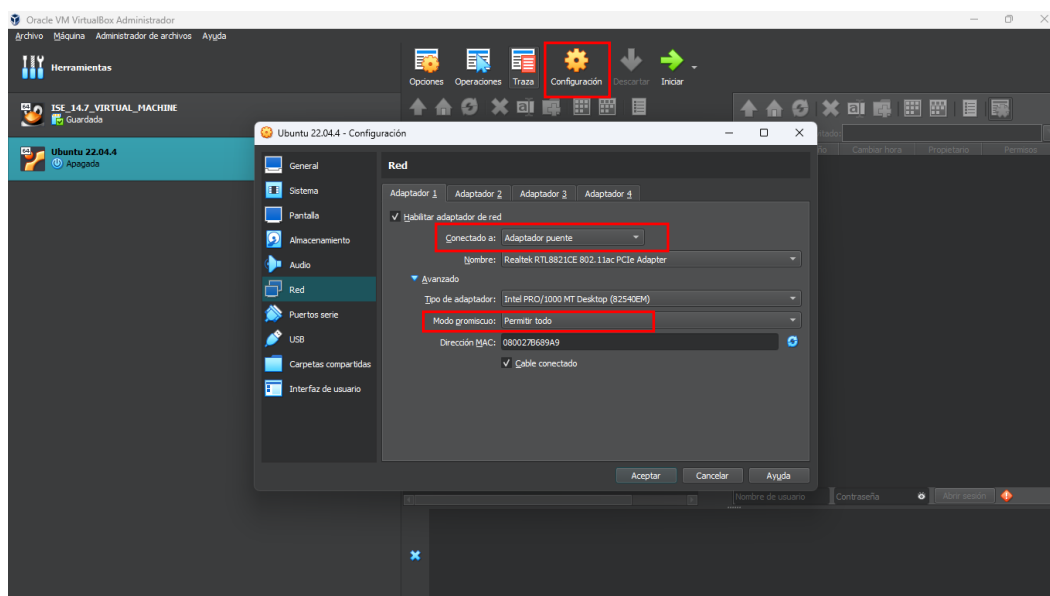 Oracle VM VirtualBox Administrador
Archivo Máquina Administrador de archivos Ayuda
Herramientas
Opciones Operaciones Traza Configuración Descartar Iniciar
64
ISE_14.7_VIRTUAL_MACHINE
Guardada
64
Ubuntu 22.04.4
Apagada
Cambiar hora Propietario Permisos
Ubuntu 22.04.4 - Configuración
General
Sistema
Pantalla
Almacenamiento
Audio
Red
Puertos serie
USB
Carpetas compartidas
Interfaz de usuario
Red
Adaptador 1 Adaptador 2 Adaptador 3 Adaptador 4
Habilitar adaptador de red
Conectado a: Adaptador puente
Nombre: Realtek RTL8821CE 802.11ac PCIe Adapter
Avanzado
Tipo de adaptador: Intel PRO/1000 MT Desktop (82540EM)
Modo promiscuo: Permitir todo
Dirección MAC: 080027B689A9
Cable conectado
Aceptar Cancelar Ayuda
Nombre de usuario Contraseña Abrir sesión